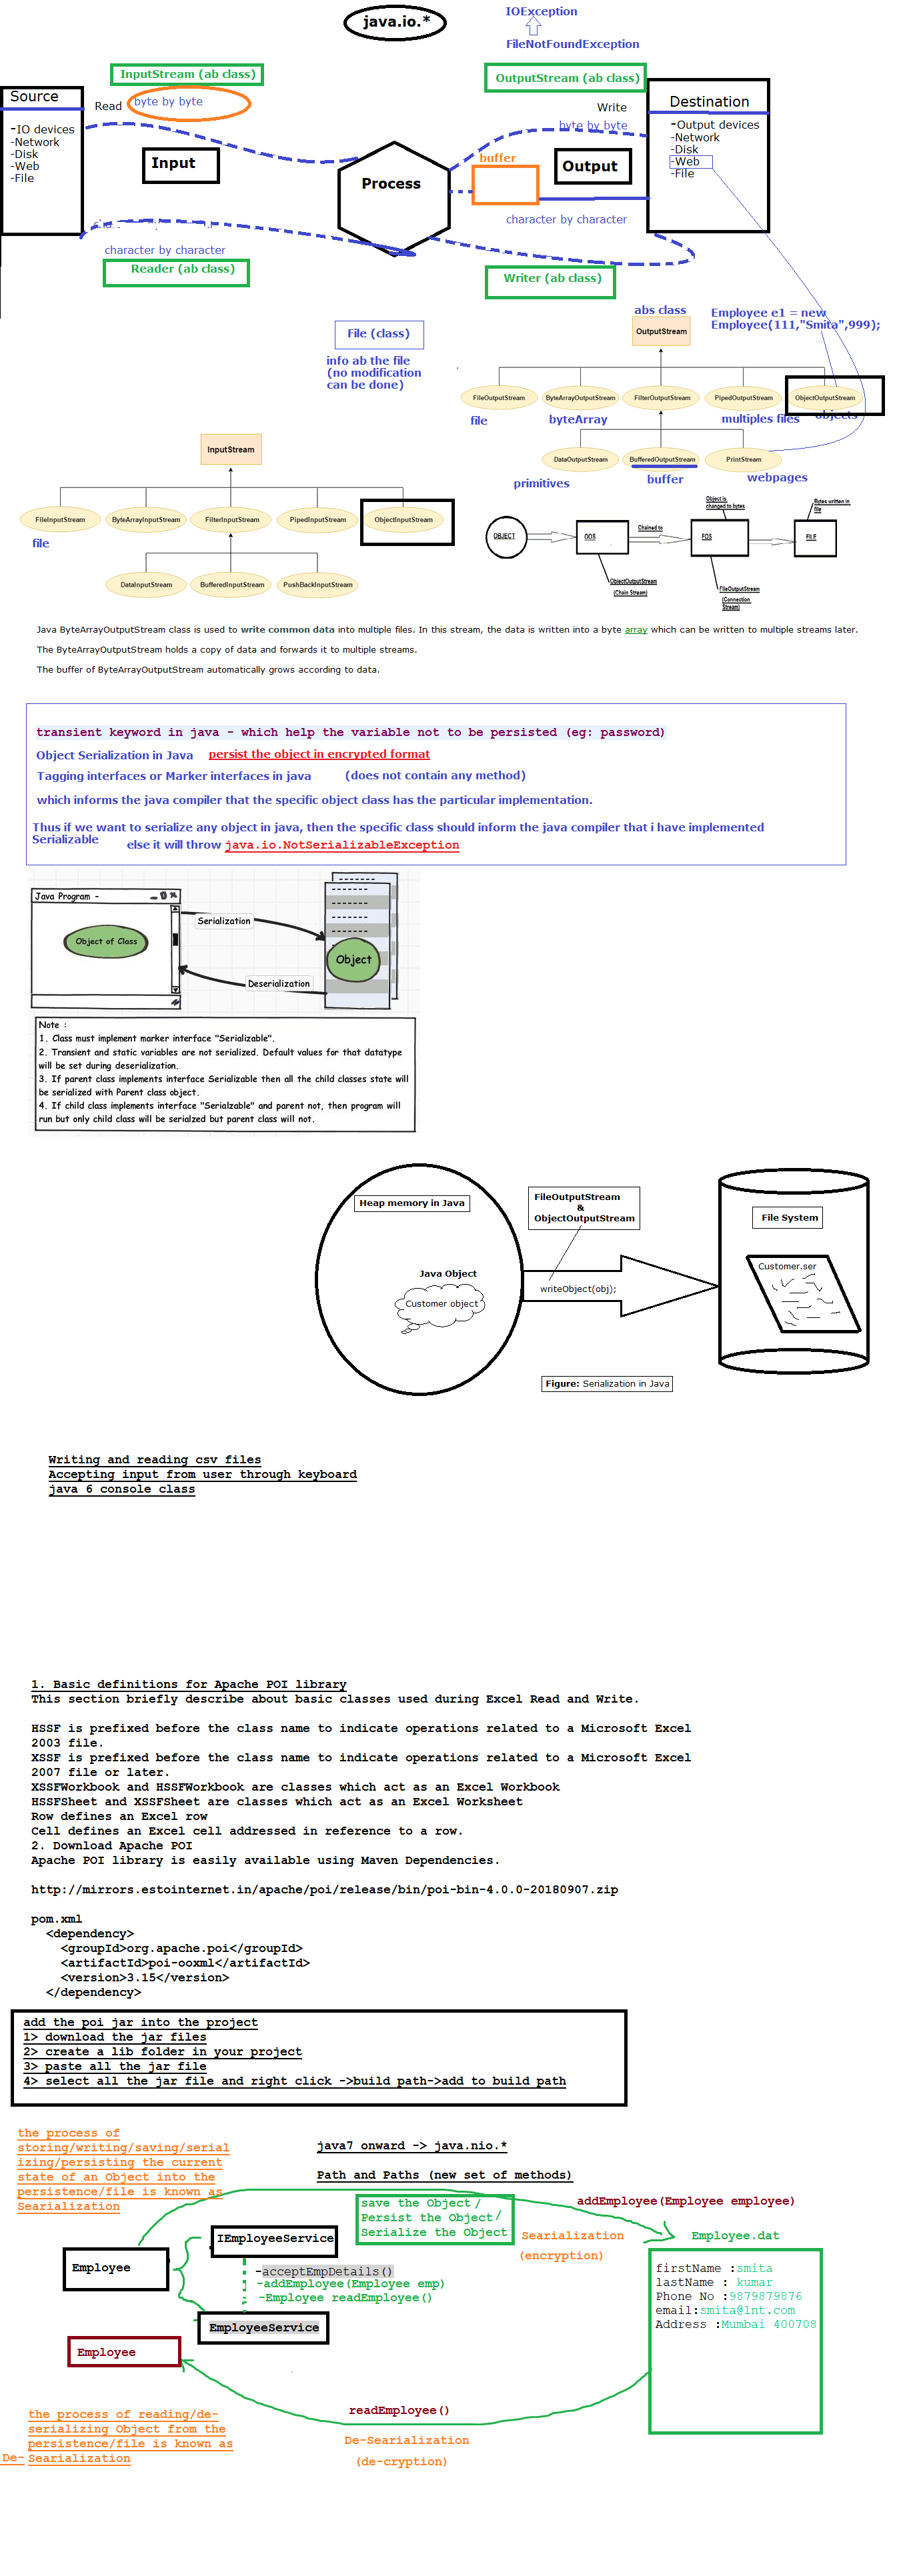 java.io.*
IOException
FileNotFoundException
InputStream (ab class)
OutputStream (ab class)
Source
Read
byte by byte
-IO devices
-Network
-Disk
-Web
-File
Input
Process
buffer
Output
Write
byte by byte
Destination
-Output devices
-Network
-Disk
-Web
-File
character by character
character by character
Reader (ab class)
Writer (ab class)
File (class)
info ab the file
(no modification
can be done)
abs class
OutputStream
Employee e1 = new
Employee(111,"Smita",999);
FileOutputStream
ByteArrayOutputStream
FilterOutputStream
PipedOutputStream
ObjectOutputStream
file
byteArray
multiples files
objects
DataOutputStream
BufferedOutputStream
PrintStream
primitives
buffer
webpages
InputStream
FileInputStream
ByteArrayInputStream
FilterInputStream
PipedInputStream
ObjectInputStream
file
DataInputStream
BufferedInputStream
PushBackInputStream
OBJECT
OOS
Chained to
Object is
changed to bytes
FOS
Bytes written in
file
FILE
ObjectOutputStream
(Chain Stream)
FileOutputStream
(Connection
Stream)
Java ByteArrayOutputStream class is used to write common data into multiple files. In this stream, the data is written into a byte array which can be written to multiple streams later.
The ByteArrayOutputStream holds a copy of data and forwards it to multiple streams.
The buffer of ByteArrayOutputStream automatically grows according to data.
transient keyword in java - which help the variable not to be persisted (eg: password)
Object Serialization in Java persist the object in encrypted format
Tagging interfaces or Marker interfaces in java (does not contain any method)
which informs the java compiler that the specific object class has the particular implementation.
Thus if we want to serialize any object in java, then the specific class should inform the java compiler that i have implemented
Serializable else it will throw java.io.NotSerializableException
Java Program -
Object of Class
Serialization
Deserialization
Object
Note :
1. Class must implement marker interface "Serializable".
2. Transient and static variables are not serialized. Default values for that datatype
will be set during deserialization.
3. If parent class implements interface Serializable then all the child classes state will
be serialized with Parent class object.
4. If child class implements interface "Serialzable" and parent not, then program will
run but only child class will be serialzed but parent class will not.
Heap memory in Java
Java Object
Customer object
FileOutputStream
&
ObjectOutputStream
writeObject(obj);
File System
Customer.ser
Figure: Serialization in Java
Writing and reading csv files
Accepting input from user through keyboard
java 6 console class
1. Basic definitions for Apache POI library
This section briefly describe about basic classes used during Excel Read and Write.
HSSF is prefixed before the class name to indicate operations related to a Microsoft Excel
2003 file.
XSSF is prefixed before the class name to indicate operations related to a Microsoft Excel
2007 file or later.
XSSFWorkbook and HSSFWorkbook are classes which act as an Excel Workbook
HSSFSheet and XSSFSheet are classes which act as an Excel Worksheet
Row defines an Excel row
Cell defines an Excel cell addressed in reference to a row.
2. Download Apache POI
Apache POI library is easily available using Maven Dependencies.
http://mirrors.estointernet.in/apache/poi/release/bin/poi-bin-4.0.0-20180907.zip
pom.xml
<dependency>
<groupId>org.apache.poi</groupId>
<artifactId>poi-ooxml</artifactId>
<version>3.15</version>
</dependency>
add the poi jar into the project
1> download the jar files
2> create a lib folder in your project
3> paste all the jar file
4> select all the jar file and right click ->build path->add to build path
the process of
storing/writing/saving/serial
izing/persisting the current
state of an Object into the
persistence/file is known as
Searialization
java7 onward -> java.nio.*
Path and Paths (new set of methods)
save the Object/
Persist the Object/
Serialize the Object
addEmployee(Employee employee)
Searialization
(encryption)
Employee.dat
Employee
IEmployeeService
-acceptEmpDetails()
-addEmployee(Employee emp)
-Employee readEmployee()
EmployeeService
firstName :smita
lastName : kumar
Phone No :9879879876
email:smita@lnt.com
Address :Mumbai 400708
Employee
readEmployee()
De-Searialization
(de-cryption)
the process of reading/de-
serializing Object from the
persistence/file is known as
De- Searialization